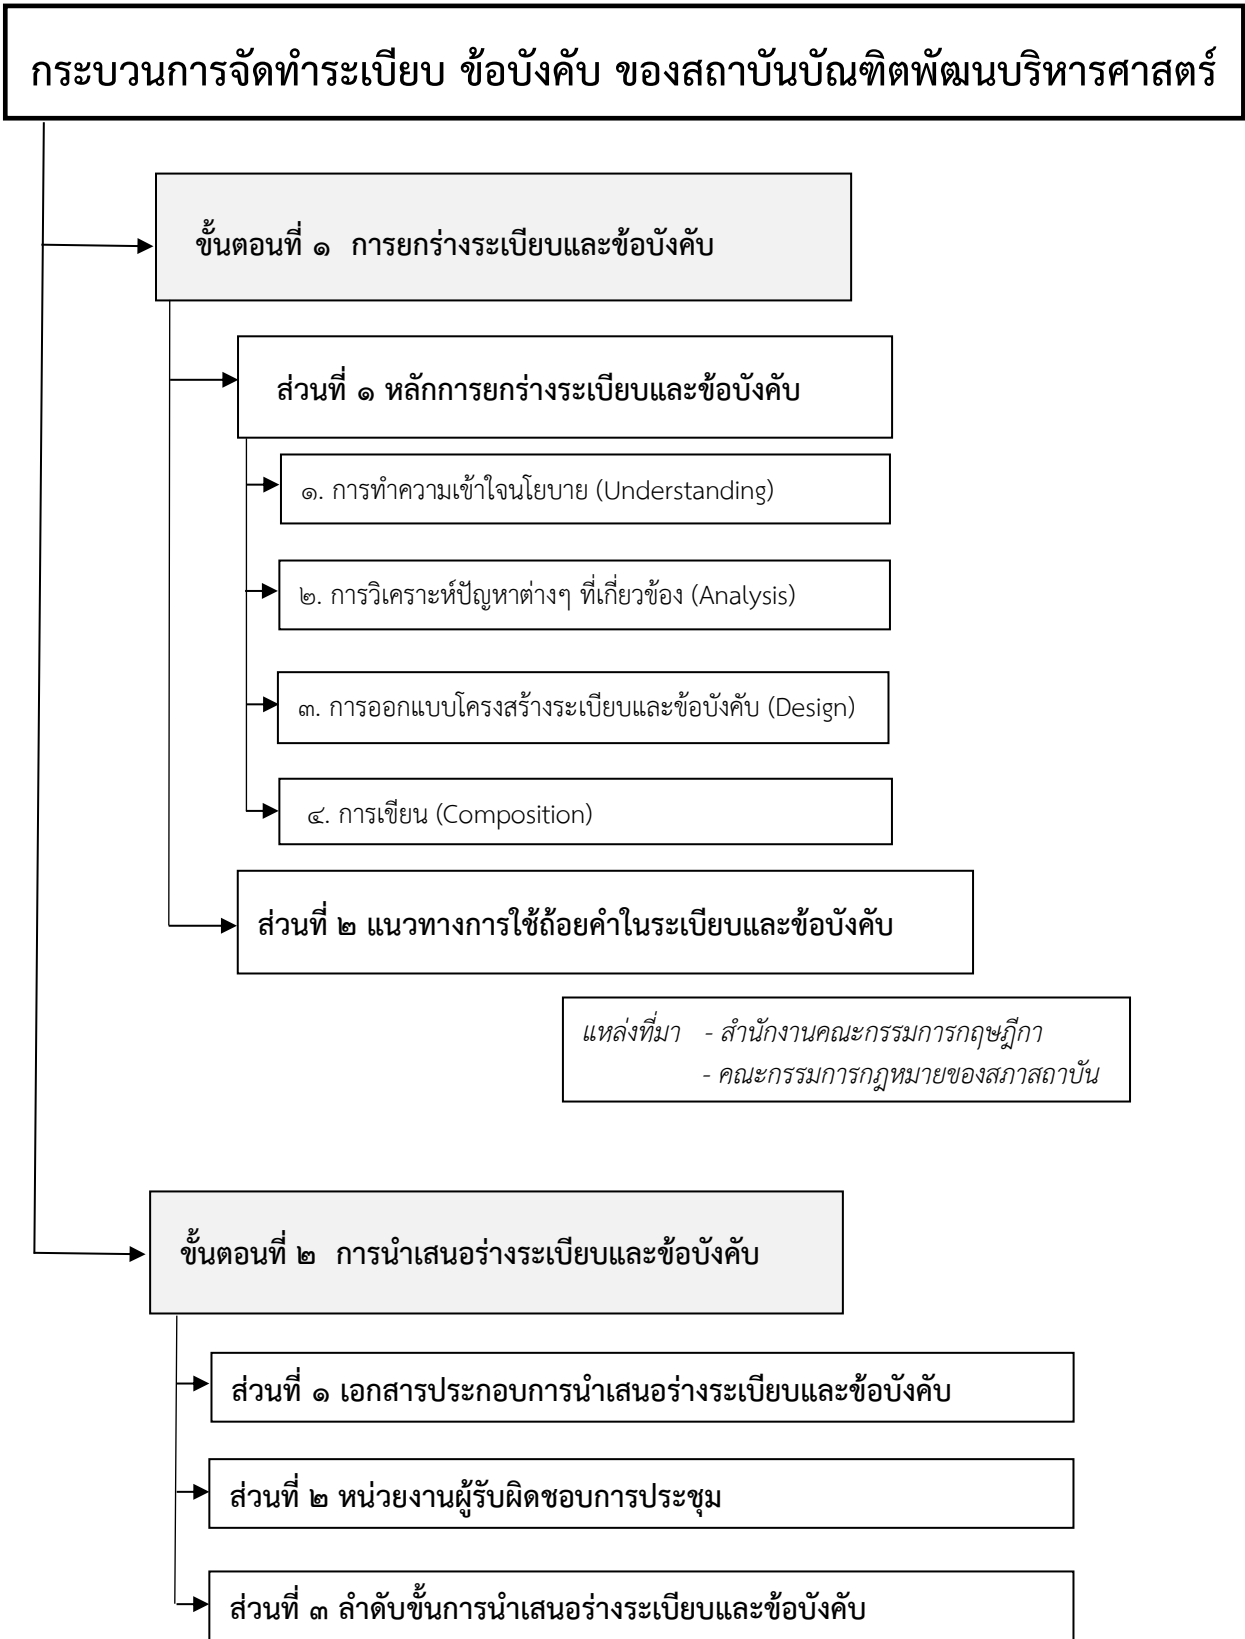 กระบวนการจัดทำระเบียบ ข้อบังคับ ของสถาบันบัณฑิตพัฒนบริหารศาสตร์
ขั้นตอนที่ ๑ การยกร่างระเบียบและข้อบังคับ
ส่วนที่ ๑ หลักการยกร่างระเบียบและข้อบังคับ
๑. การทำความเข้าใจนโยบาย (Understanding)
๒. การวิเคราะห์ปัญหาต่างๆ ที่เกี่ยวข้อง (Analysis)
๓. การออกแบบโครงสร้างระเบียบและข้อบังคับ (Design)
๔. การเขียน (Composition)
ส่วนที่ ๒ แนวทางการใช้ถ้อยคำในระเบียบและข้อบังคับ
แหล่งที่มา - สำนักงานคณะกรรมการกฤษฎีกา
- คณะกรรมการกฎหมายของสภาสถาบัน
ขั้นตอนที่ ๒ การนำเสนอร่างระเบียบและข้อบังคับ
ส่วนที่ ๑ เอกสารประกอบการนำเสนอร่างระเบียบและข้อบังคับ
ส่วนที่ ๒ หน่วยงานผู้รับผิดชอบการประชุม
ส่วนที่ ๓ ลำดับขั้นการนำเสนอร่างระเบียบและข้อบังคับ